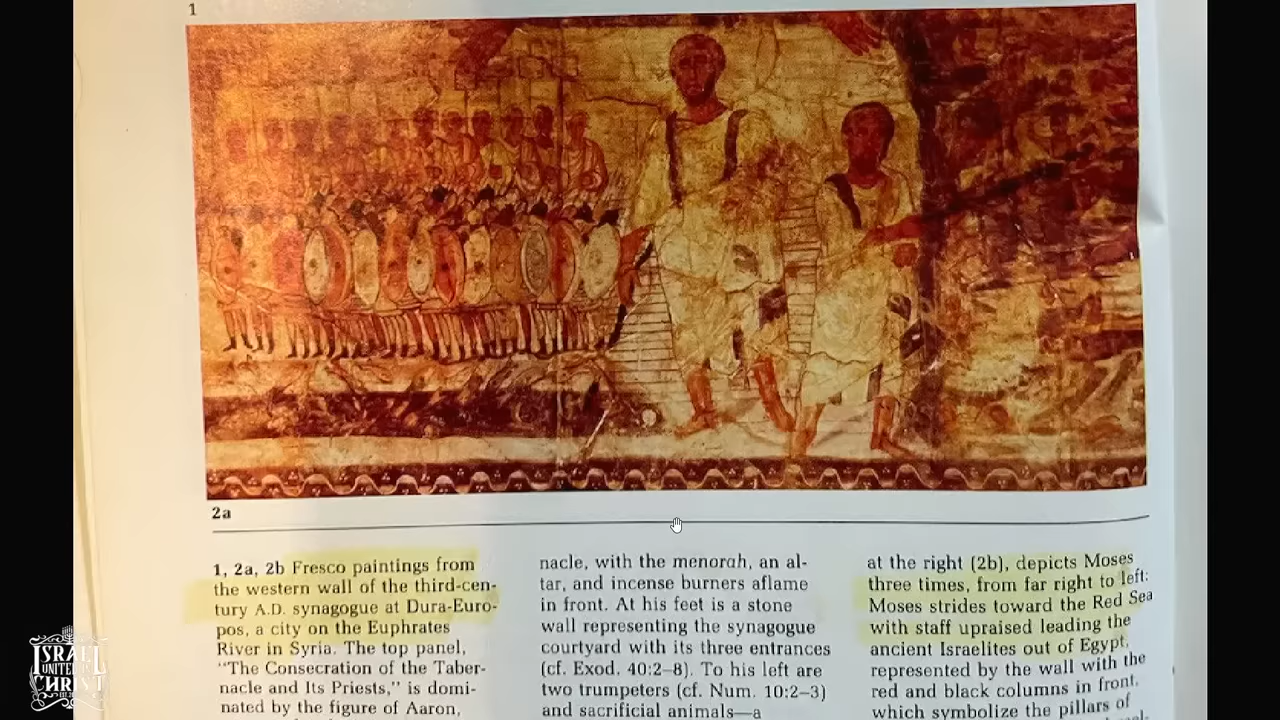 1
2a
1, 2a, 2b Fresco paintings from
the western wall of the third-cen-
tury A.D. synagogue at Dura-Euro-
pos, a city on the Euphrates
River in Syria. The top panel,
"The Consecration of the Taber-
nacle and Its Priests," is domi-
nated by the figure of Aaron,
nacle, with the menorah, an al-
tar, and incense burners aflame
in front. At his feet is a stone
wall representing the synagogue
courtyard with its three entrances
(cf. Exod. 40:2–8). To his left are
two trumpeters (cf. Num. 10:2–3)
and sacrificial animals—a
at the right (2b), depicts Moses
three times, from far right to left:
Moses strides toward the Red Sea
with staff upraised leading the
ancient Israelites out of Egypt,
represented by the wall with the
red and black columns in front,
which symbolize the pillars of
ISRAEL
UNITED IN
CHRIST